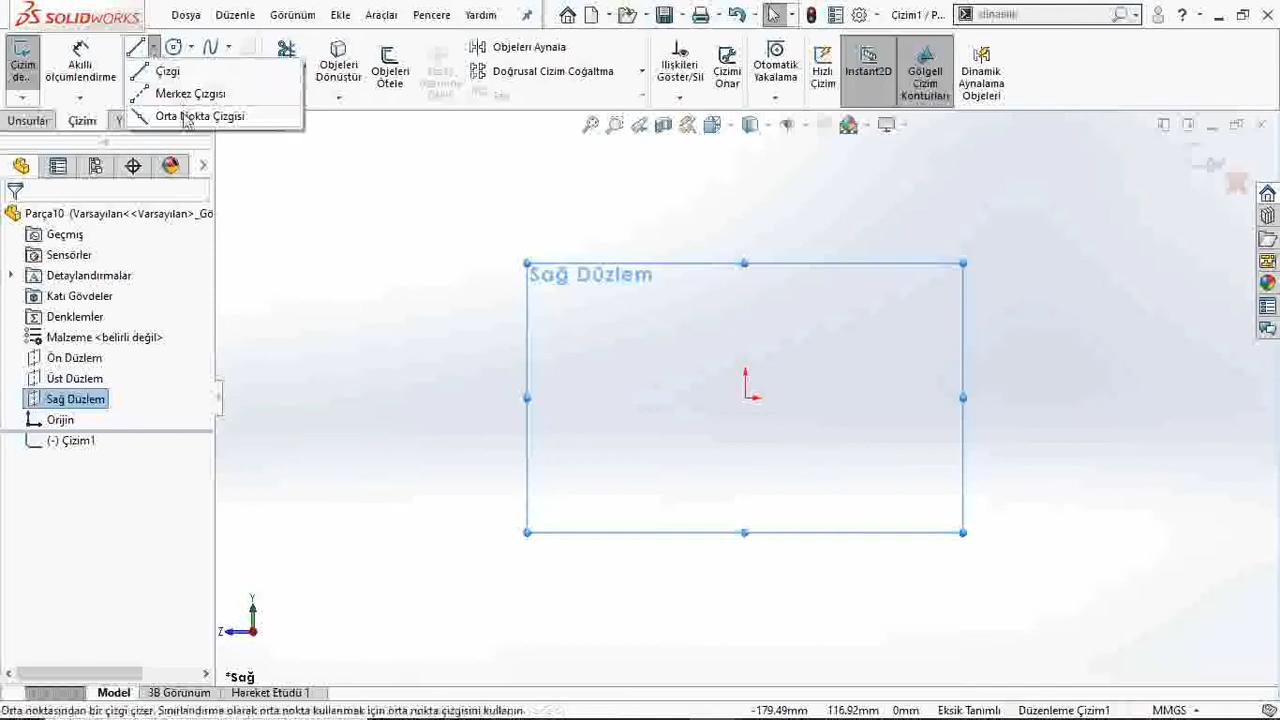 SOLIDWORKS
Dosya Düzenle Görünüm Ekle Araçlar Pencere Yardım
Çizim1 / P...
dinamik
Çizim de...
Akıllı ölçümlendirme
Çizgi
Merkez Çizgisi
Orta Nokta Çizgisi
Objeleri Dönüştür
Objeleri Ötele
Objeleri Aynala
Doğrusal Çizim Çoğaltma
İlişkileri Göster/Sil
Çizimi Onar
Otomatik Yakalama
Hızlı Çizim
Instant2D
Gölgeli Çizim Kontürları
Dinamik Aynalama Objeleri
Unsurlar Çizim Y
Parça10 (Varsayılan<<Varsayılan>_Gö
Geçmiş
Sensörler
Detaylandırmalar
Katı Gövdeler
Denklemler
Malzeme <belirli değil>
Ön Düzlem
Üst Düzlem
Sağ Düzlem
Orijin
(-) Çizim1
Sağ Düzlem
Y
Z
*Sağ
Model 3B Görünüm Hareket Etüdü 1
Orta noktasından bir çizgi çizer. Sınırlandırma olarak orta nokta kullanmak için orta nokta çizgisini kullanın.
-179.49mm 116.92mm 0mm Eksik Tanımlı Düzenleme Çizim1 MMGS